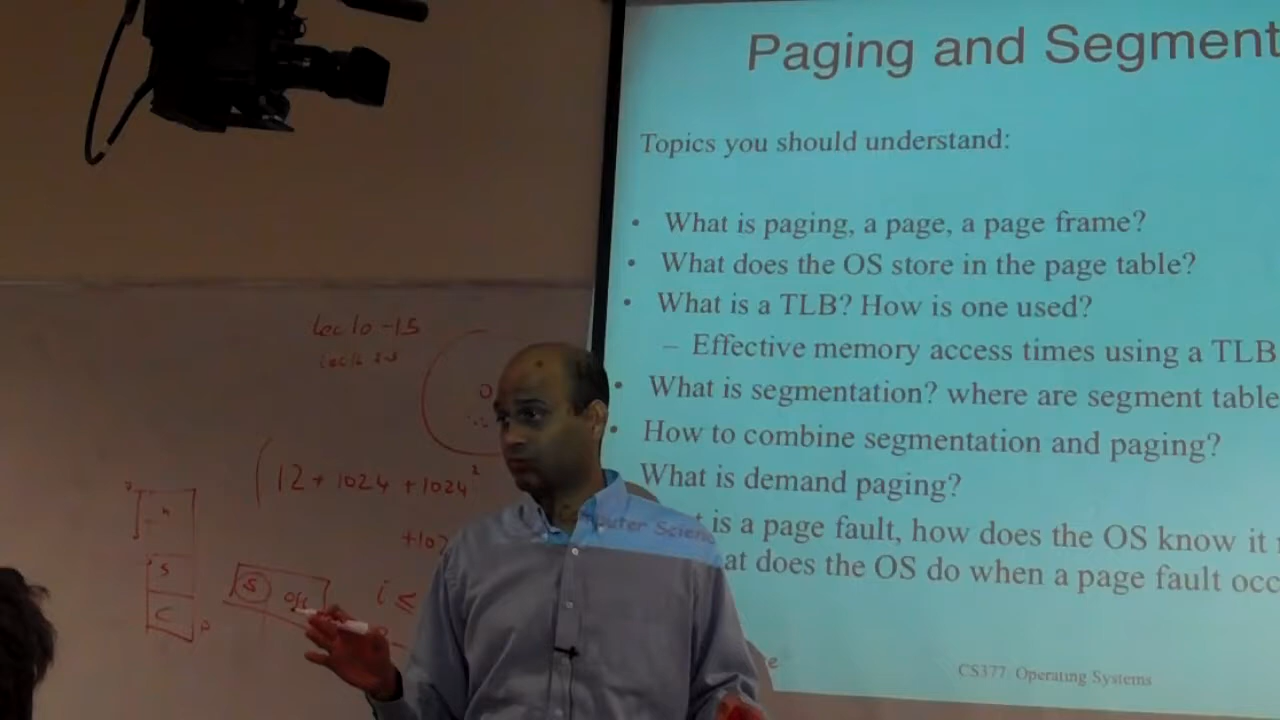 Paging and Segment
Topics you should understand:
• What is paging, a page, a page frame?
• What does the OS store in the page table?
• What is a TLB? How is one used?
– Effective memory access times using a TLB
• What is segmentation? where are segment table
• How to combine segmentation and paging?
What is demand paging?
is a page fault, how does the OS know it
at does the OS do when a page fault occ
uter Scienc
CS377: Operating Systems
lec 10-15
(12 + 1024 + 1024²
+102
i ≤
h
S
C
S off